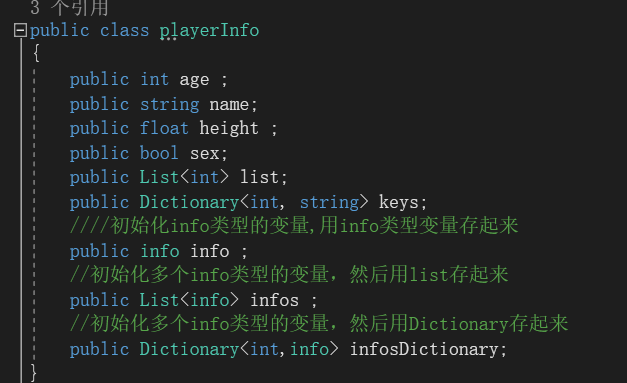 3 个引用
public class playerInfo
{
public int age ;
public string name;
public float height ;
public bool sex;
public List<int> list;
public Dictionary<int, string> keys;
////初始化info类型的变量,用info类型变量存起来
public info info ;
//初始化多个info类型的变量，然后用list存起来
public List<info> infos ;
//初始化多个info类型的变量，然后用Dictionary存起来
public Dictionary<int,info> infosDictionary;
}